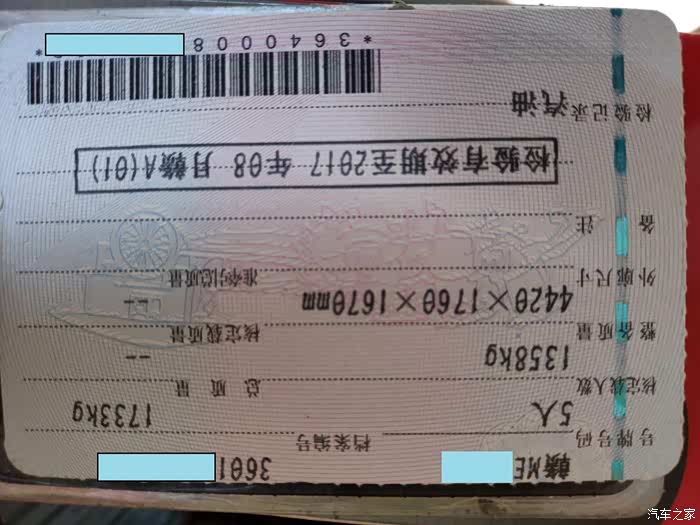 号牌号码 赣ME 档案编号 3601
核定载人数 5人 总质量 1733kg
整备质量 1358kg 核定载质量 --
外廓尺寸 4420×1760×1670mm 准牵引总质量 --
备注
检验有效期至2017 年08 月赣A(01)
检验记录 汽油
*3640008 *
汽车之家